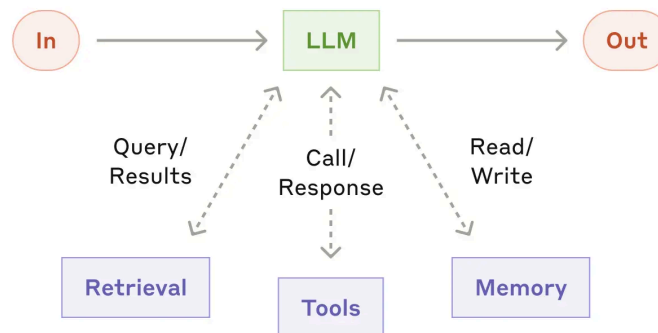 In
LLM
Out
Query/
Results
Call/
Response
Read/
Write
Retrieval
Tools
Memory